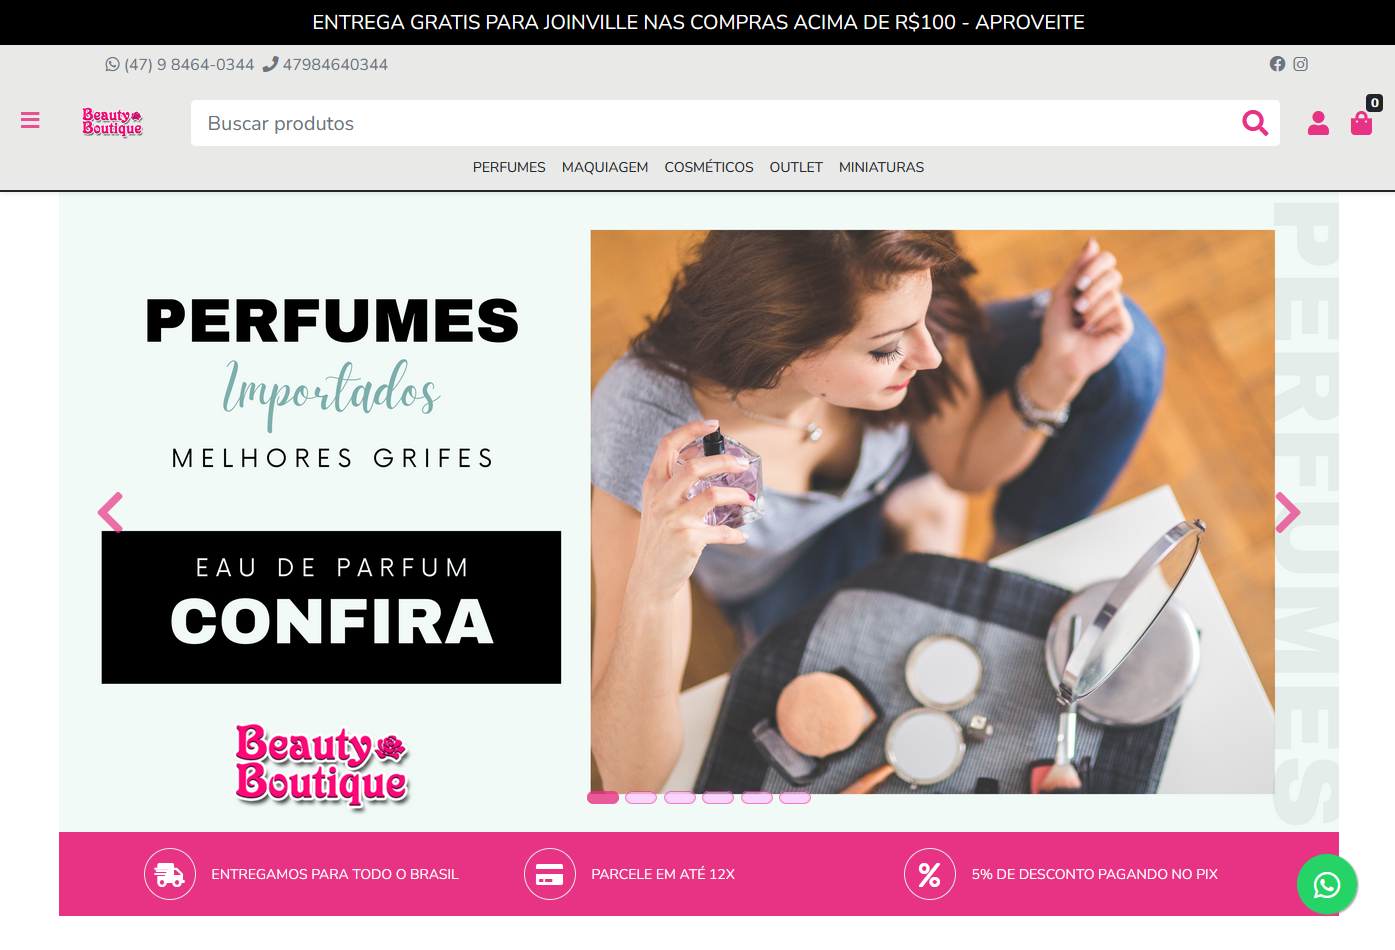 ENTREGA GRATIS PARA JOINVILLE NAS COMPRAS ACIMA DE R$100 - APROVEITE
(47) 9 8464-0344 47984640344
Beauty
Boutique
Buscar produtos
0
PERFUMES MAQUIAGEM COSMÉTICOS OUTLET MINIATURAS
PERFUMES
Importados
MELHORES GRIFES
EAU DE PARFUM
CONFIRA
Beauty
Boutique
PERFUMES
ENTREGAMOS PARA TODO O BRASIL
PARCELE EM ATÉ 12X
5% DE DESCONTO PAGANDO NO PIX